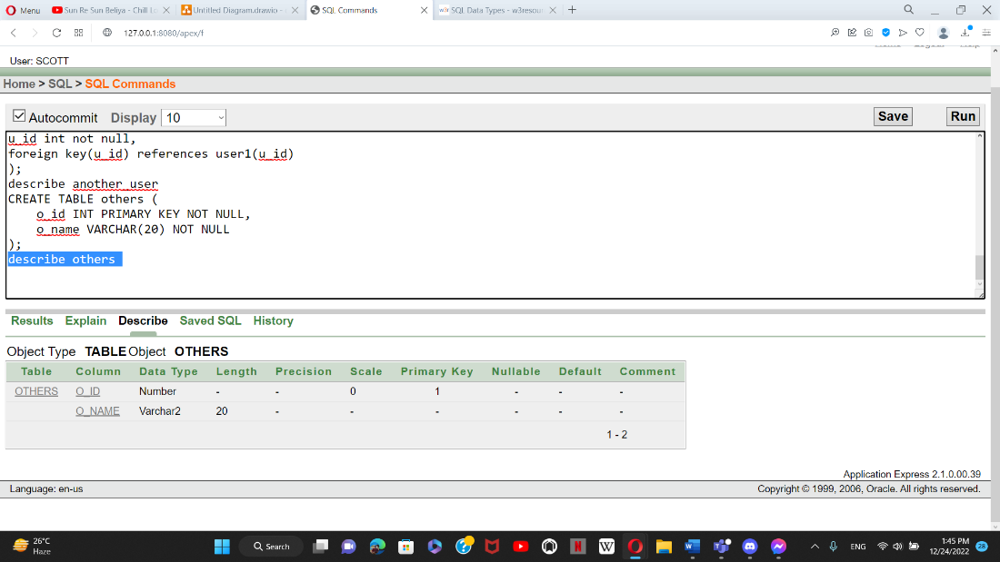 Menu
Sun Re Sun Beliya - Chill Lo
Untitled Diagram.drawio -
SQL Commands
SQL Data Types - w3resour
127.0.0.1:8080/apex/f
User: SCOTT
Home > SQL > SQL Commands
Autocommit Display 10 Save Run
u_id int not null,
foreign key(u_id) references user1(u_id)
);
describe another_user
CREATE TABLE others (
o_id INT PRIMARY KEY NOT NULL,
o_name VARCHAR(20) NOT NULL
);
describe others
Results Explain Describe Saved SQL History
Object Type TABLE Object OTHERS
Table Column Data Type Length Precision Scale Primary Key Nullable Default Comment
OTHERS O_ID Number - - 0 1 - - -
O_NAME Varchar2 20 - - - - - -
1 - 2
Application Express 2.1.0.00.39
Language: en-us Copyright © 1999, 2006, Oracle. All rights reserved.
26°C
Haze
Search
ENG
1:45 PM
12/24/2022
28